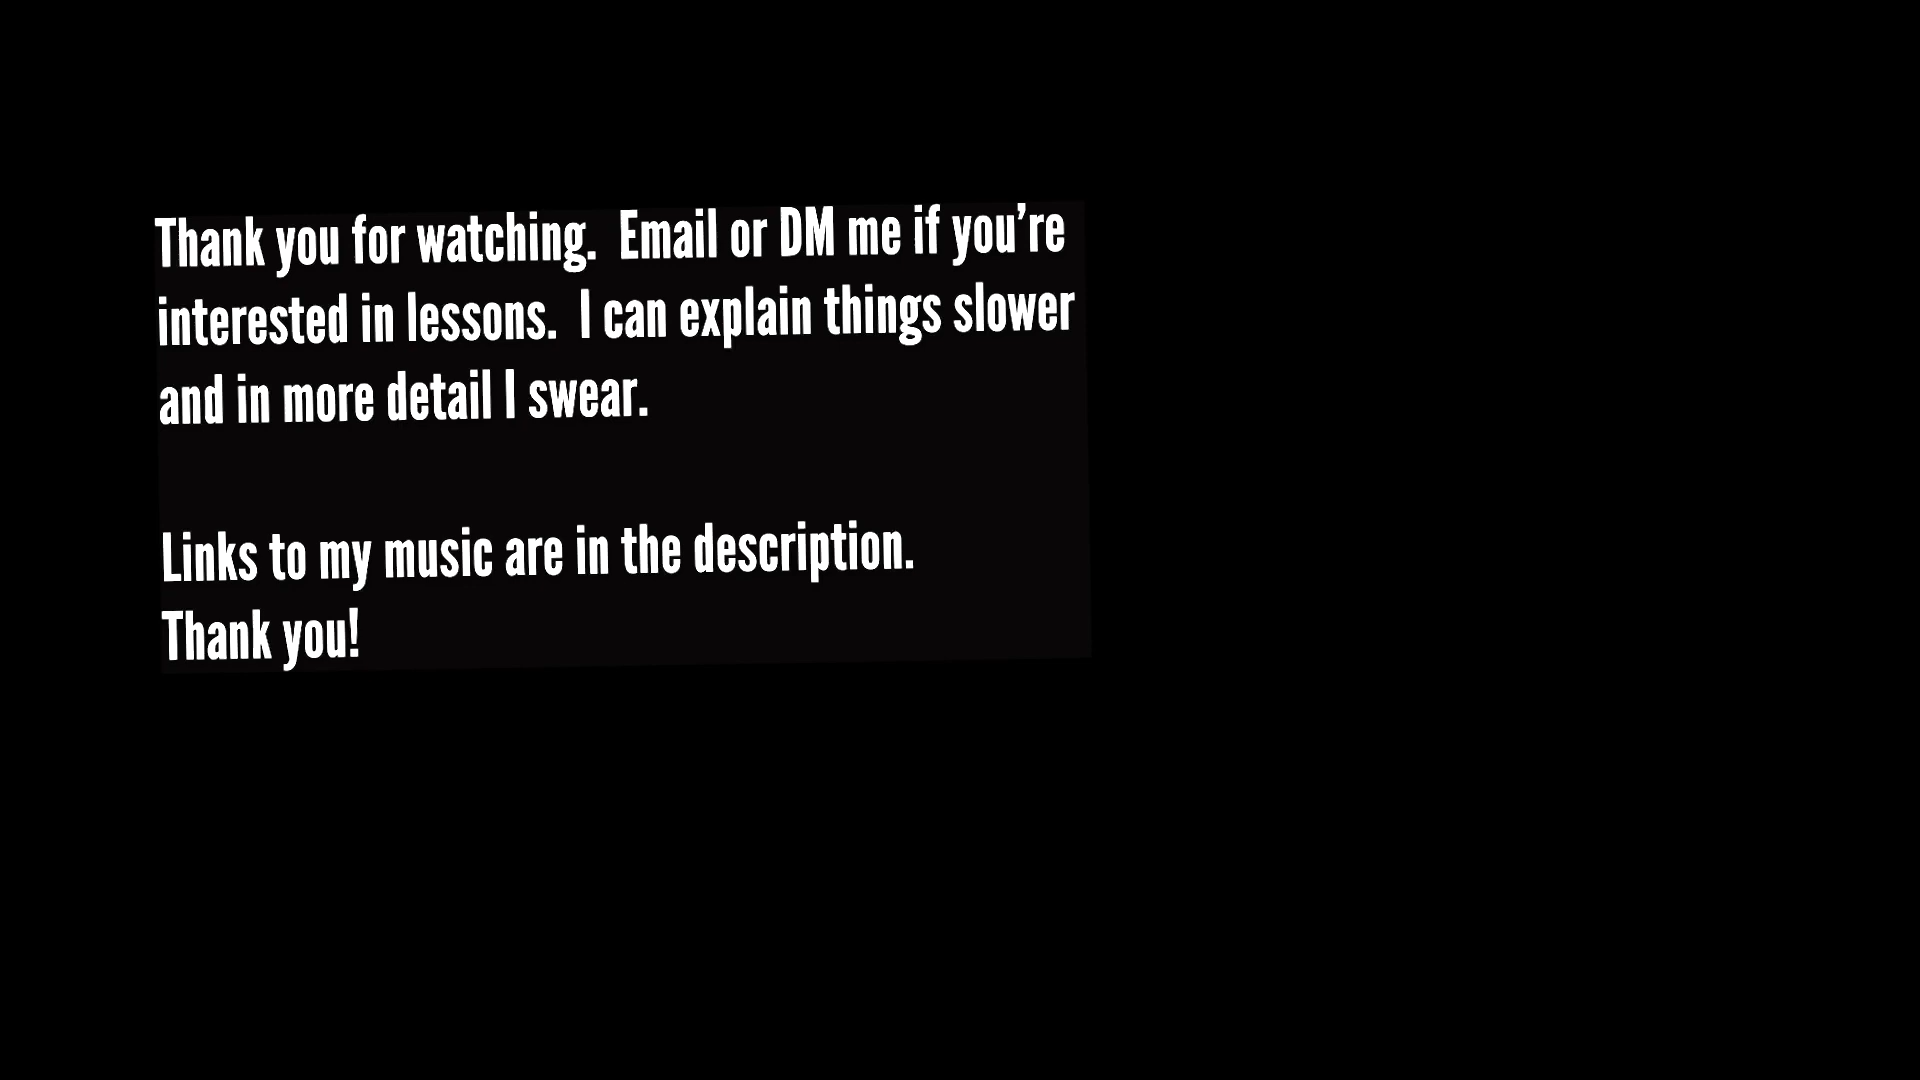 Thank you for watching.  Email or DM me if you’re
interested in lessons.  I can explain things slower
and in more detail I swear.
Links to my music are in the description.
Thank you!